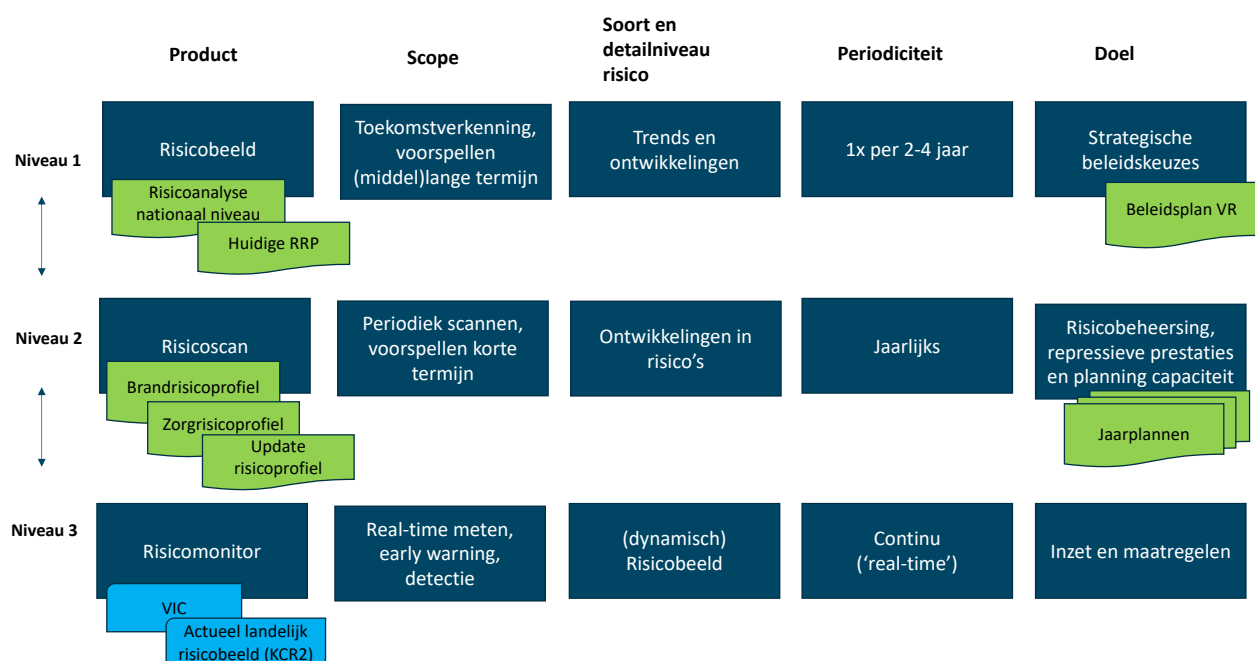 Product
Scope
Soort en
detailniveau
risico
Periodiciteit
Doel
Niveau 1
Risicobeeld
Risicoanalyse
nationaal niveau
Huidige RRP
Toekomstverkenning,
voorspellen
(middel)lange termijn
Trends en
ontwikkelingen
1x per 2-4 jaar
Strategische
beleidskeuzes
Beleidsplan VR
Niveau 2
Risicoscan
Brandrisicoprofiel
Zorgrisicoprofiel
Update
risicoprofiel
Periodiek scannen,
voorspellen korte
termijn
Ontwikkelingen in
risico's
Jaarlijks
Risicobeheersing,
repressieve prestaties
en planning capaciteit
Jaarplannen
Niveau 3
Risicomonitor
VIC
Actueel landelijk
risicobeeld (KCR2)
Real-time meten,
early warning,
detectie
(dynamisch)
Risicobeeld
Continu
('real-time')
Inzet en maatregelen